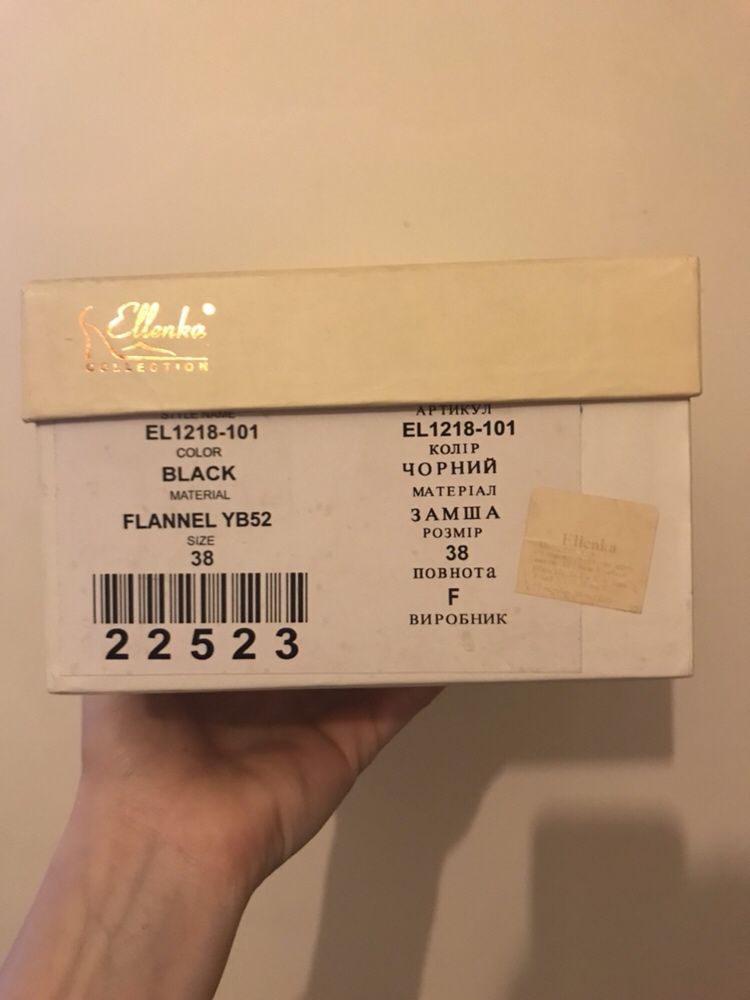 Ellenka
COLLECTION
STYLE NAME
EL1218-101
COLOR
BLACK
MATERIAL
FLANNEL YB52
SIZE
38
22523
АРТИКУЛ
EL1218-101
КОЛІР
ЧОРНИЙ
МАТЕРІАЛ
ЗАМША
РОЗМІР
38
ПОВНОТА
F
ВИРОБНИК
Ellenka